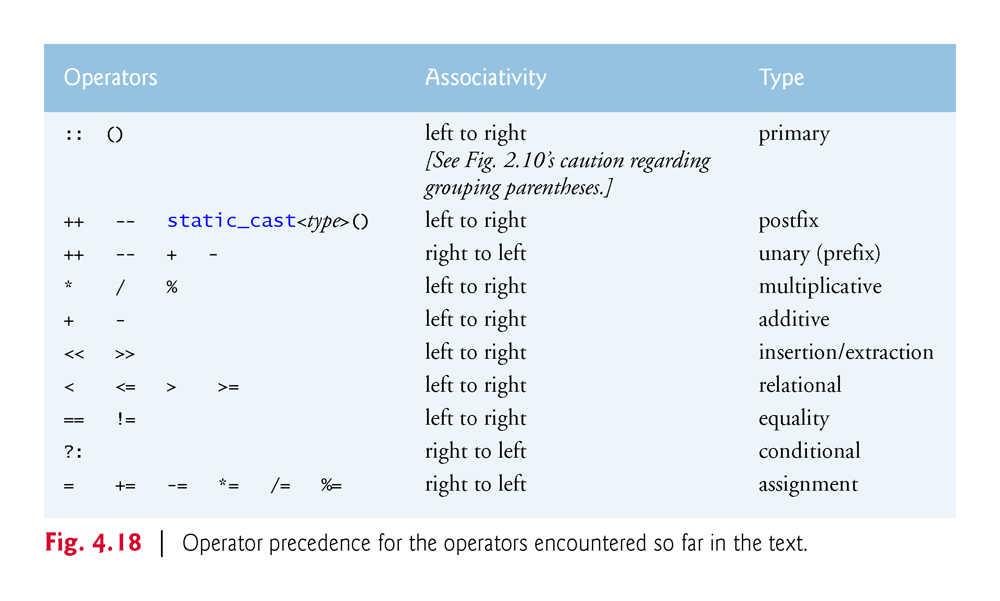 Operators Associativity Type
:: () left to right primary
[See Fig. 2.10’s caution regarding
grouping parentheses.]
++ -- static_cast<type>() left to right postfix
++ -- + - right to left unary (prefix)
* / % left to right multiplicative
+ - left to right additive
<< >> left to right insertion/extraction
< <= > >= left to right relational
== != left to right equality
?: right to left conditional
= += -= *= /= %= right to left assignment
Fig. 4.18 | Operator precedence for the operators encountered so far in the text.